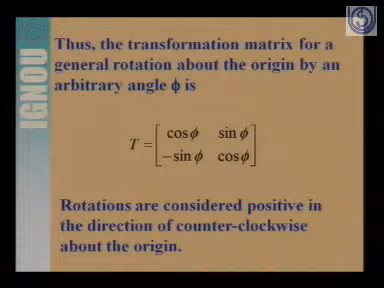 IGNOU
Thus, the transformation matrix for a
general rotation about the origin by an
arbitrary angle ϕ is
T = [ cosϕ sinϕ
−sinϕ cosϕ ]
Rotations are considered positive in
the direction of counter-clockwise
about the origin.